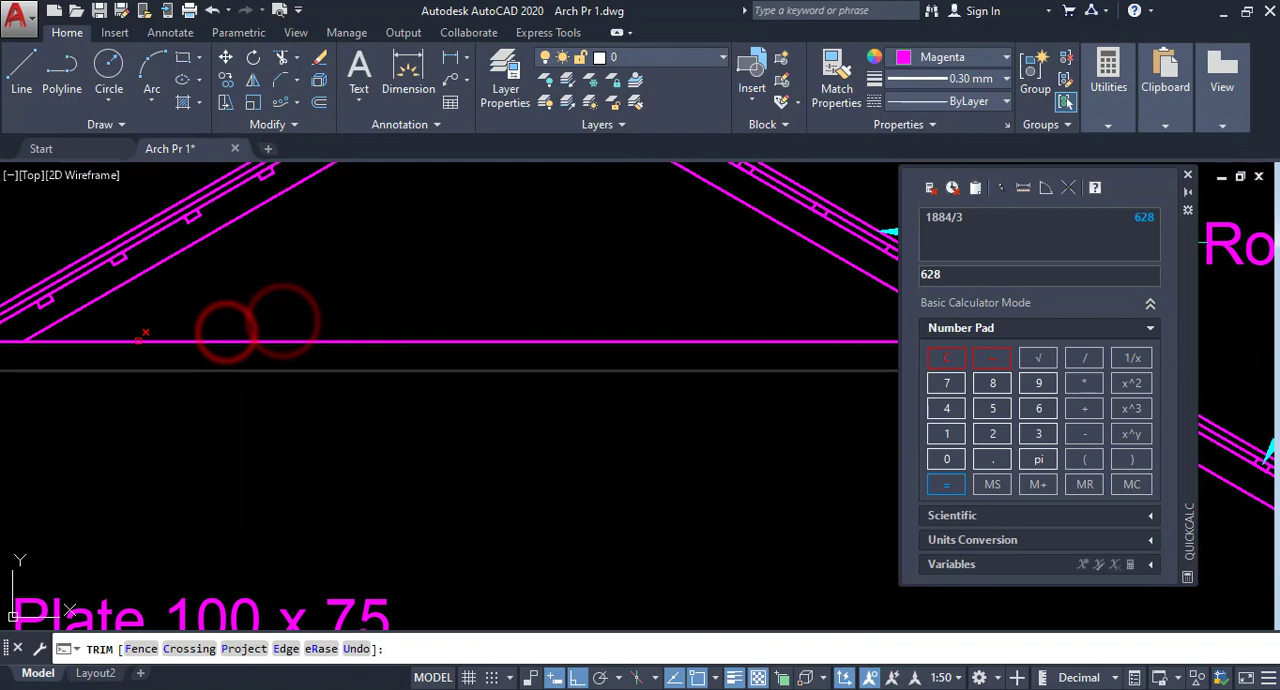 Autodesk AutoCAD 2020 Arch Pr 1.dwg
Type a keyword or phrase
Sign In
Home Insert Annotate Parametric View Manage Output Collaborate Express Tools
Line Polyline Circle Arc
Text Dimension
Layer Properties
0
Insert
Match Properties
Magenta
0.30 mm
ByLayer
Group
Utilities
Clipboard
View
Draw Modify Annotation Layers Block Properties Groups
Start Arch Pr 1*
[−][Top][2D Wireframe]
1884/3 628
628
Basic Calculator Mode
Number Pad
C √ / 1/x
7 8 9 * x^2
4 5 6 + x^3
1 2 3 - x^y
0 . pi ( )
= MS M+ MR MC
Scientific
Units Conversion
Variables
QUICKCALC
Ro
Y
X
Plate 100 x 75
TRIM [Fence Crossing Project Edge eRase Undo]:
Model Layout2
MODEL 1:50 Decimal